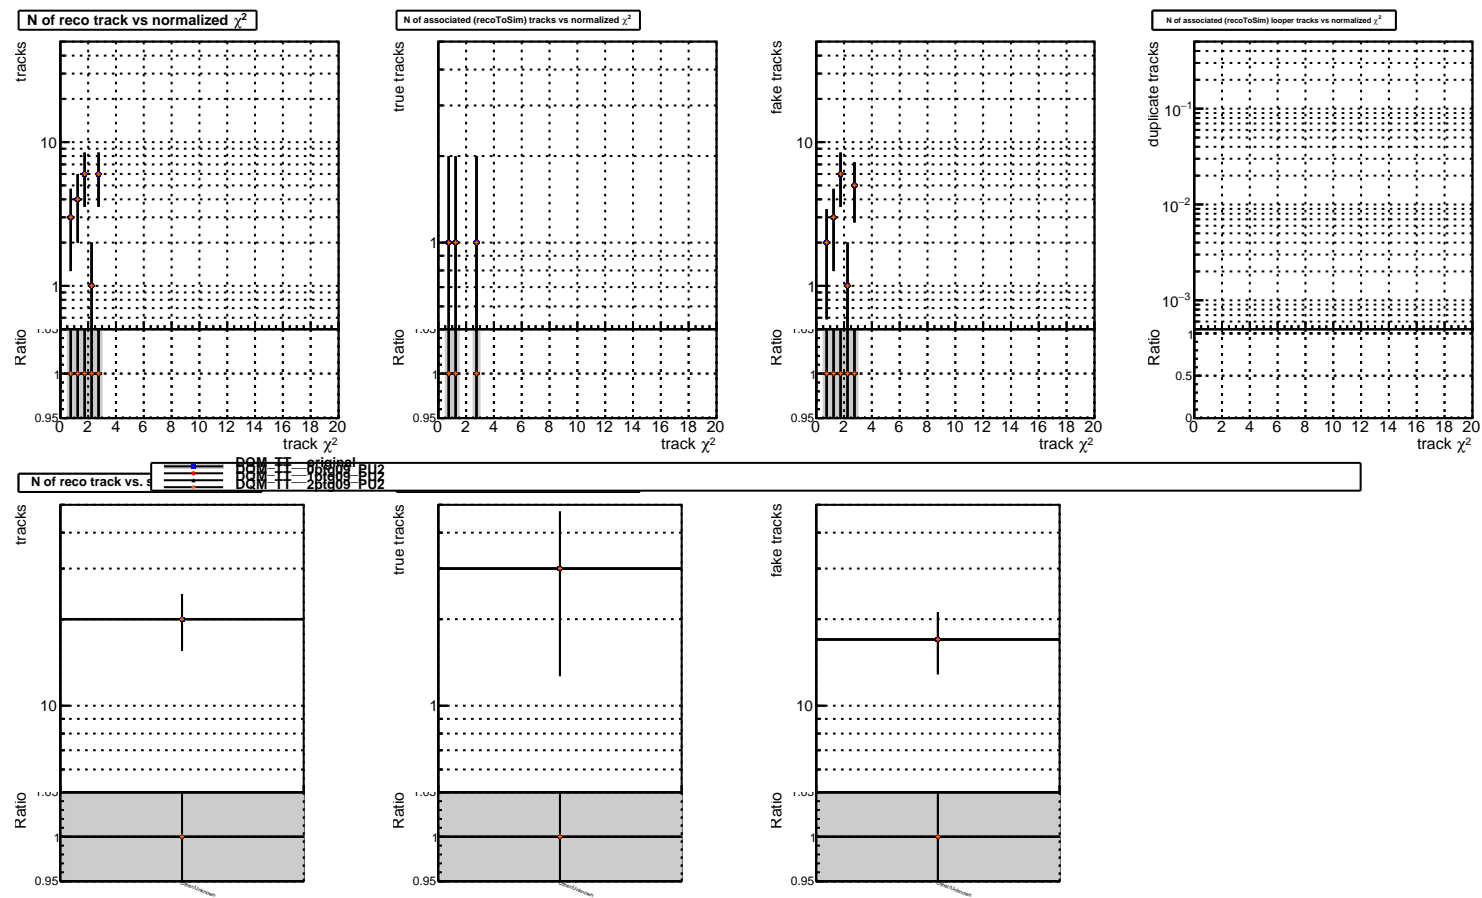 N of reco track vs normalized χ²
N of associated (recoToSim) tracks vs normalized χ²
N of associated (recoToSim) looper tracks vs normalized χ²
tracks
10
1
Ratio
1
0.95
0 2 4 6 8 10 12 14 16 18 20
track χ²
true tracks
1
Ratio
1
0.95
0 2 4 6 8 10 12 14 16 18 20
track χ²
fake tracks
10
1
Ratio
1
0.95
0 2 4 6 8 10 12 14 16 18 20
track χ²
duplicate tracks
10⁻¹
10⁻²
10⁻³
Ratio
1
0.5
0
0 2 4 6 8 10 12 14 16 18 20
track χ²
DQM_TT__2ptg09_PU2
N of reco track vs.
tracks
10
Ratio
1
0.95
true tracks
1
Ratio
1
0.95
fake tracks
10
Ratio
1
0.95